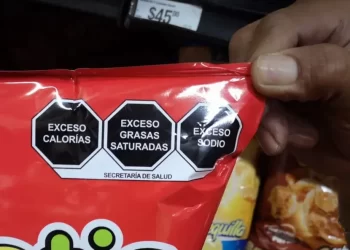 $45
EXCESO
CALORÍAS
EXCESO
GRASAS
SATURADAS
EXCESO
SODIO
SECRETARÍA DE SALUD